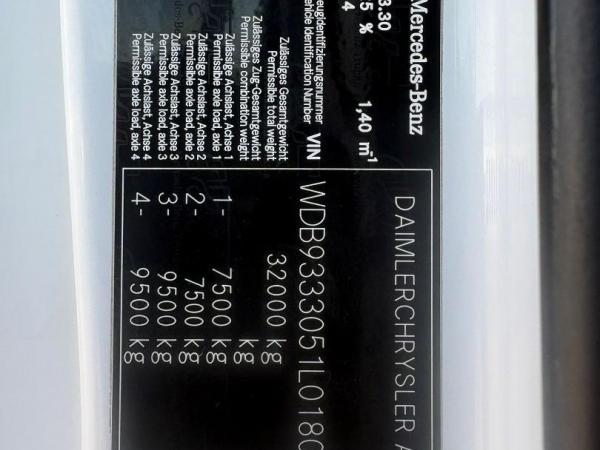 Mercedes-Benz
DAIMLERCHRYSLER A
3.30
5 % 1,40 m-1
4
zeugidentifizierungsnummer
ehicle Identification Number VIN WDB9333051L0180
Zulässiges Gesamtgewicht
Permissible total weight 32000 kg
Zulässiges Zug-Gesamtgewicht
Permissible combination weight kg
Zulässige Achslast, Achse 1
Permissible axle load, axle 1 1- 7500 kg
Zulässige Achslast, Achse 2
Permissible axle load, axle 2 2- 7500 kg
Zulässige Achslast, Achse 3
Permissible axle load, axle 3 3- 9500 kg
Zulässige Achslast, Achse 4
Permissible axle load, axle 4 4- 9500 kg